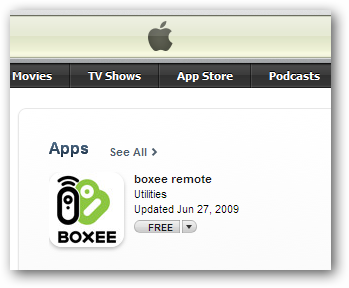 Movies TV Shows App Store Podcasts
Apps See All >
boxee remote
Utilities
Updated Jun 27, 2009
FREE
BOXEE